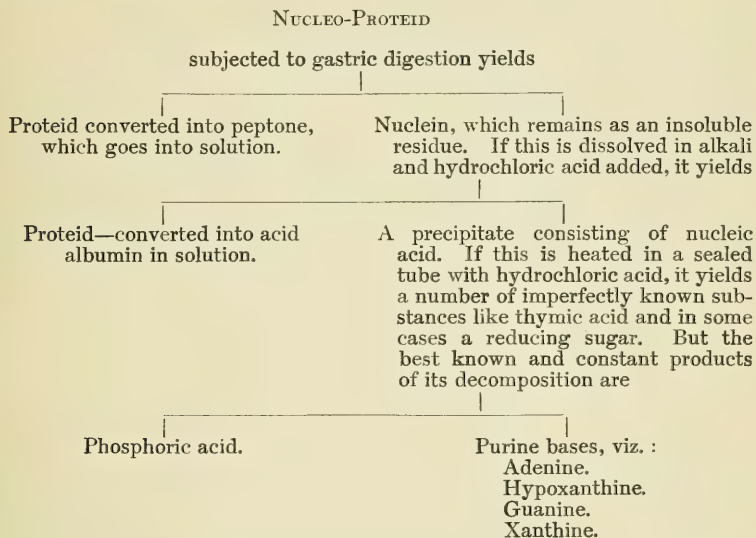 Nucleo-Proteid
subjected to gastric digestion yields
Proteid converted into peptone,
which goes into solution.
Nuclein, which remains as an insoluble
residue. If this is dissolved in alkali
and hydrochloric acid added, it yields
Proteid—converted into acid
albumin in solution.
A precipitate consisting of nucleic
acid. If this is heated in a sealed
tube with hydrochloric acid, it yields
a number of imperfectly known sub-
stances like thymic acid and in some
cases a reducing sugar. But the
best known and constant products
of its decomposition are
Phosphoric acid.
Purine bases, viz. :
Adenine.
Hypoxanthine.
Guanine.
Xanthine.